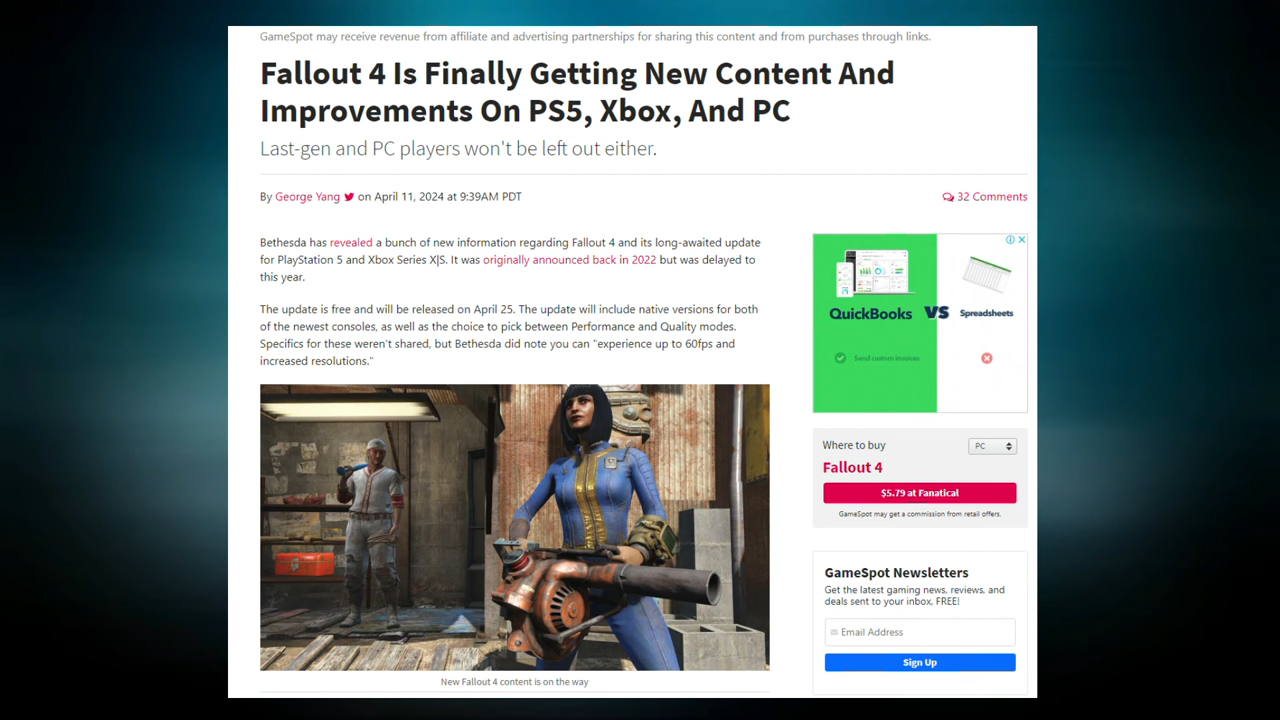 GameSpot may receive revenue from affiliate and advertising partnerships for sharing this content and from purchases through links.
Fallout 4 Is Finally Getting New Content And
Improvements On PS5, Xbox, And PC
Last-gen and PC players won't be left out either.
By George Yang on April 11, 2024 at 9:39AM PDT
32 Comments
Bethesda has revealed a bunch of new information regarding Fallout 4 and its long-awaited update
for PlayStation 5 and Xbox Series X|S. It was originally announced back in 2022 but was delayed to
this year.
The update is free and will be released on April 25. The update will include native versions for both
of the newest consoles, as well as the choice to pick between Performance and Quality modes.
Specifics for these weren't shared, but Bethesda did note you can "experience up to 60fps and
increased resolutions."
New Fallout 4 content is on the way
QuickBooks VS Spreadsheets
Send custom invoices
Where to buy
PC
Fallout 4
$5.79 at Fanatical
GameSpot may get a commission from retail offers.
GameSpot Newsletters
Get the latest gaming news, reviews, and
deals sent to your inbox, FREE!
Email Address
Sign Up